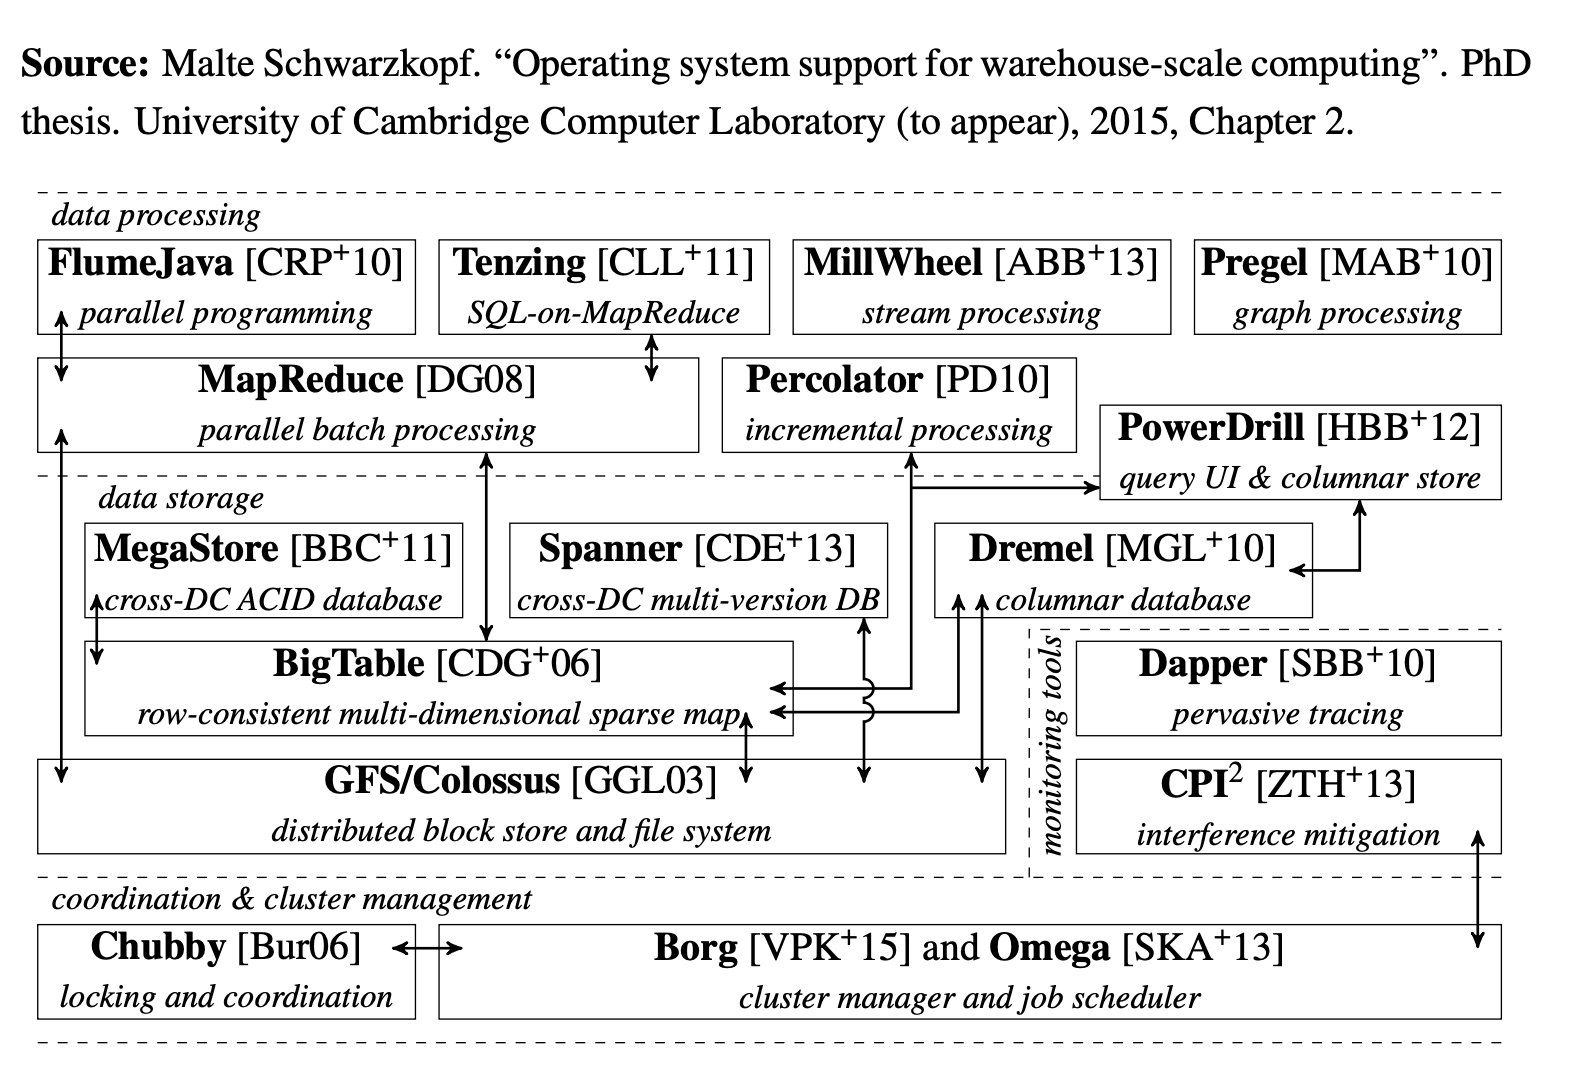 Source: Malte Schwarzkopf. “Operating system support for warehouse-scale computing”. PhD
thesis. University of Cambridge Computer Laboratory (to appear), 2015, Chapter 2.
data processing
FlumeJava [CRP+10]
parallel programming
Tenzing [CLL+11]
SQL-on-MapReduce
MillWheel [ABB+13]
stream processing
Pregel [MAB+10]
graph processing
MapReduce [DG08]
parallel batch processing
Percolator [PD10]
incremental processing
PowerDrill [HBB+12]
query UI & columnar store
data storage
MegaStore [BBC+11]
cross-DC ACID database
Spanner [CDE+13]
cross-DC multi-version DB
Dremel [MGL+10]
columnar database
BigTable [CDG+06]
row-consistent multi-dimensional sparse map
GFS/Colossus [GGL03]
distributed block store and file system
monitoring tools
Dapper [SBB+10]
pervasive tracing
CPI2 [ZTH+13]
interference mitigation
coordination & cluster management
Chubby [Bur06]
locking and coordination
Borg [VPK+15] and Omega [SKA+13]
cluster manager and job scheduler